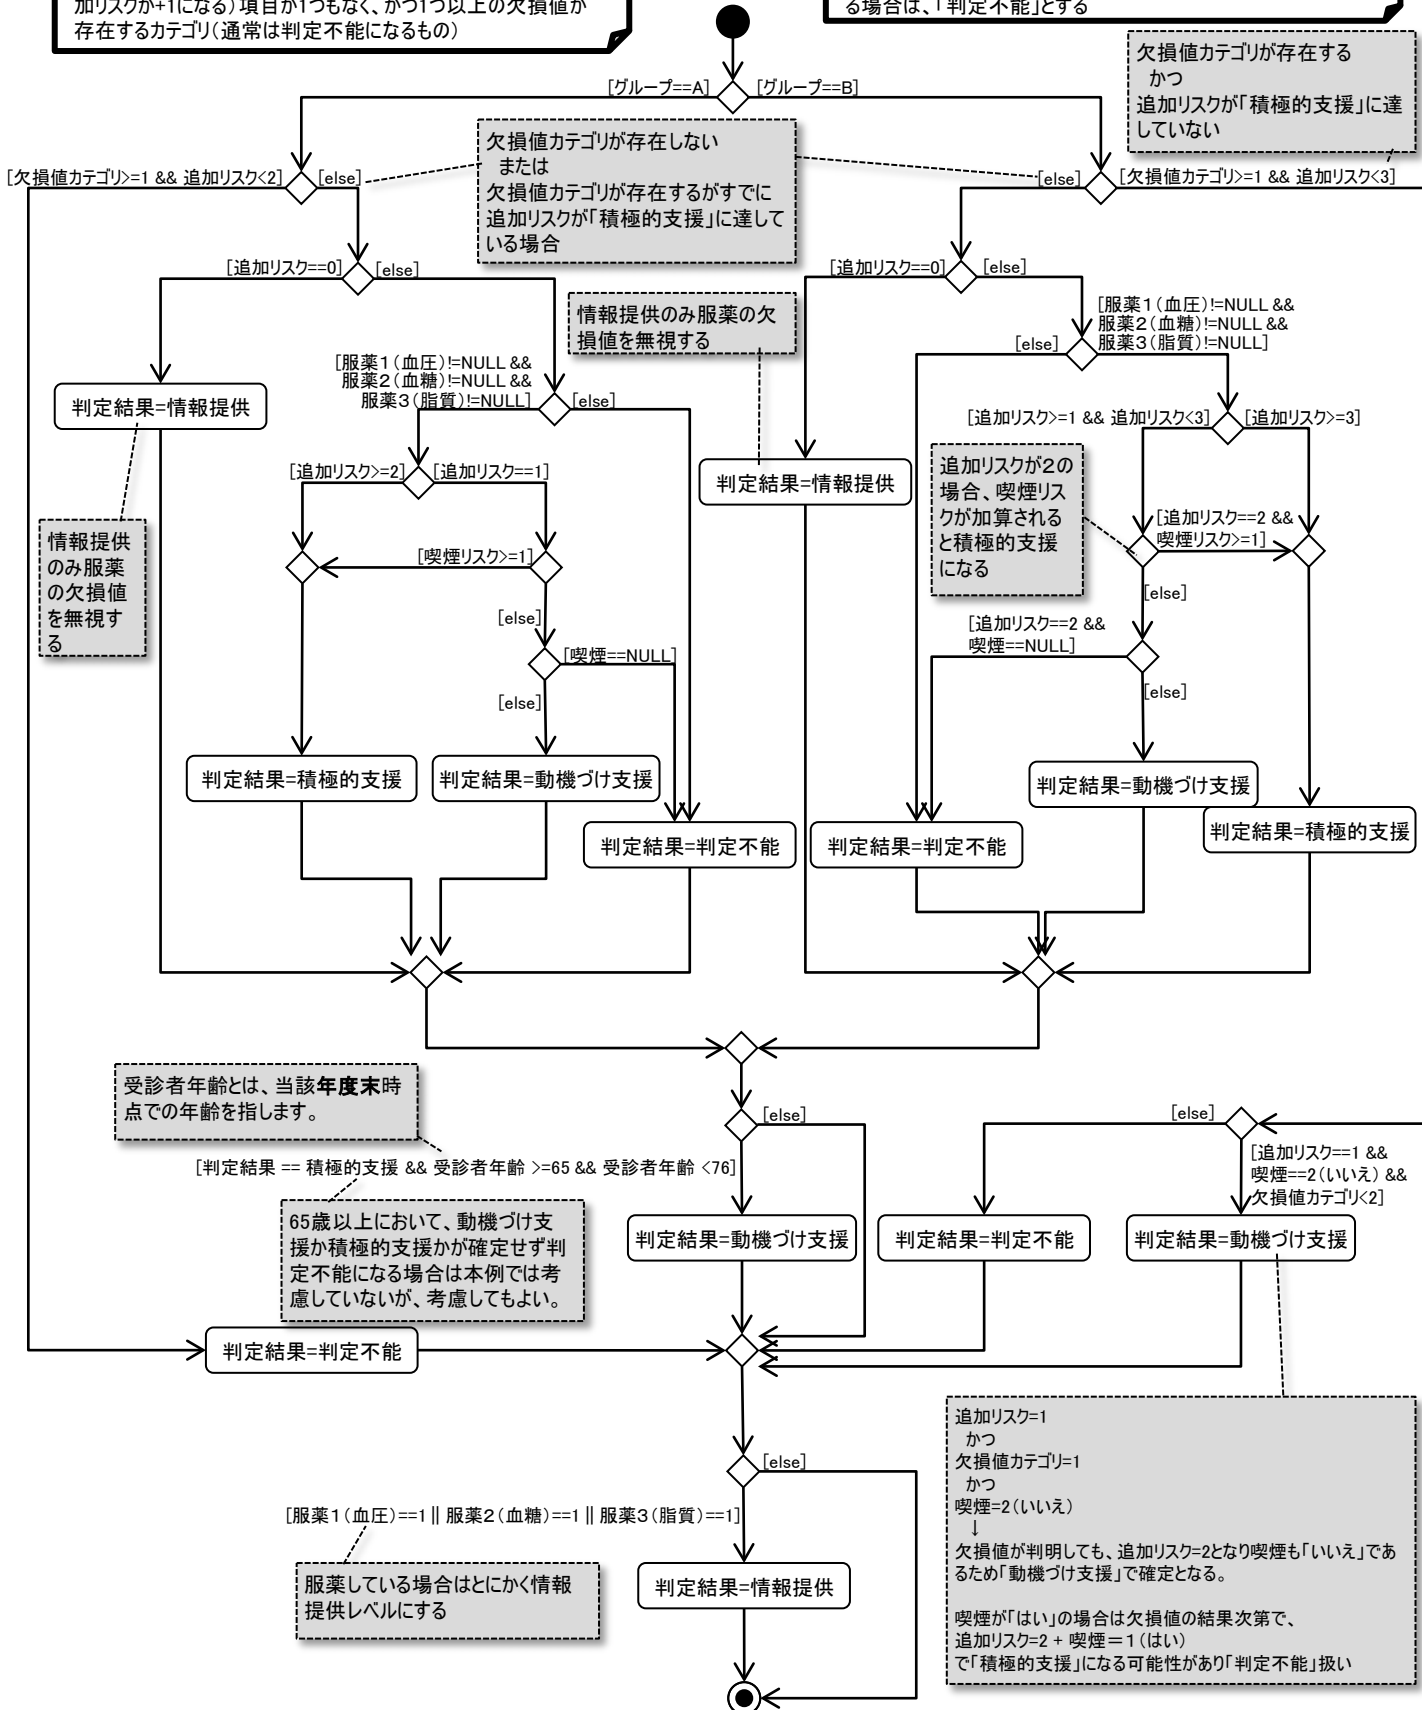 加リスクが+1になる)項目が1つもなく、かつ1つ以上の欠損値が
存在するカテゴリ(通常は判定不能になるもの)
る場合は、「判定不能」とする
欠損値カテゴリが存在する
かつ
追加リスクが「積極的支援」に達
していない
[グループ==A]
[グループ==B]
欠損値カテゴリが存在しない
または
欠損値カテゴリが存在するがすでに
追加リスクが「積極的支援」に達して
いる場合
[欠損値カテゴリ>=1 && 追加リスク<2]
[else]
[else]
[欠損値カテゴリ>=1 && 追加リスク<3]
[追加リスク==0]
[else]
[追加リスク==0]
[else]
情報提供のみ服薬の欠
損値を無視する
[服薬1(血圧)!=NULL &&
服薬2(血糖)!=NULL &&
服薬3(脂質)!=NULL]
[else]
[服薬1(血圧)!=NULL &&
服薬2(血糖)!=NULL &&
服薬3(脂質)!=NULL]
[else]
判定結果=情報提供
[追加リスク>=1 && 追加リスク<3]
[追加リスク>=3]
[追加リスク>=2]
[追加リスク==1]
判定結果=情報提供
追加リスクが2の
場合、喫煙リス
クが加算される
と積極的支援
になる
[追加リスク==2 &&
喫煙リスク>=1]
情報提供
のみ服薬
の欠損値
を無視す
る
[喫煙リスク>=1]
[else]
[else]
[追加リスク==2 &&
喫煙==NULL]
[喫煙==NULL]
[else]
[else]
判定結果=積極的支援
判定結果=動機づけ支援
判定結果=動機づけ支援
判定結果=判定不能
判定結果=判定不能
判定結果=積極的支援
受診者年齢とは、当該年度末時
点での年齢を指します。
[else]
[else]
[判定結果 == 積極的支援 && 受診者年齢 >=65 && 受診者年齢 <76]
[追加リスク==1 &&
喫煙==2(いいえ) &&
欠損値カテゴリ<2]
65歳以上において、動機づけ支
援か積極的支援かが確定せず判
定不能になる場合は本例では考
慮していないが、考慮してもよい。
判定結果=動機づけ支援
判定結果=判定不能
判定結果=動機づけ支援
判定結果=判定不能
追加リスク=1
かつ
欠損値カテゴリ=1
かつ
喫煙=2(いいえ)
↓
欠損値が判明しても、追加リスク=2となり喫煙も「いいえ」であ
るため「動機づけ支援」で確定となる。
喫煙が「はい」の場合は欠損値の結果次第で、
追加リスク=2 + 喫煙=1(はい)
で「積極的支援」になる可能性があり「判定不能」扱い
[else]
[服薬1(血圧)==1 || 服薬2(血糖)==1 || 服薬3(脂質)==1]
服薬している場合はとにかく情報
提供レベルにする
判定結果=情報提供